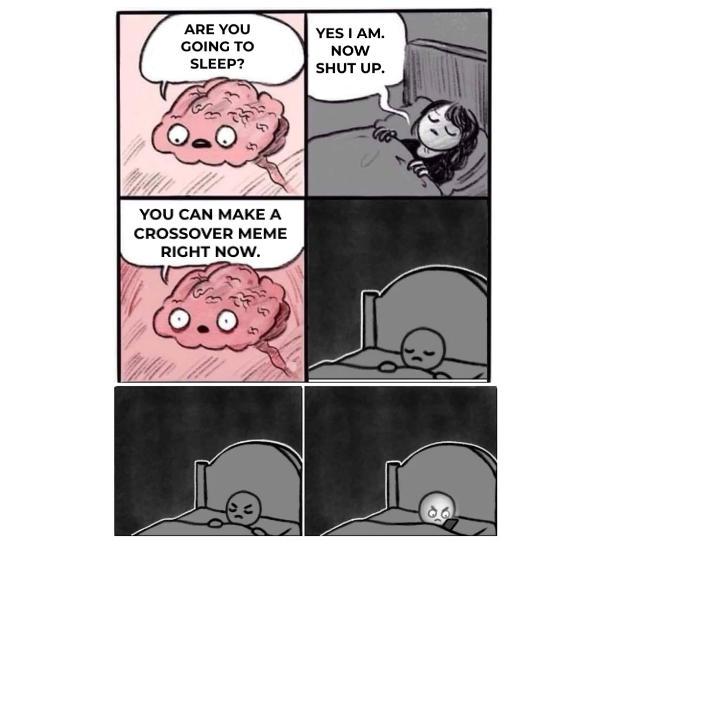 ARE YOU
GOING TO
SLEEP?
YES I AM.
NOW
SHUT UP.
YOU CAN MAKE A
CROSSOVER MEME
RIGHT NOW.